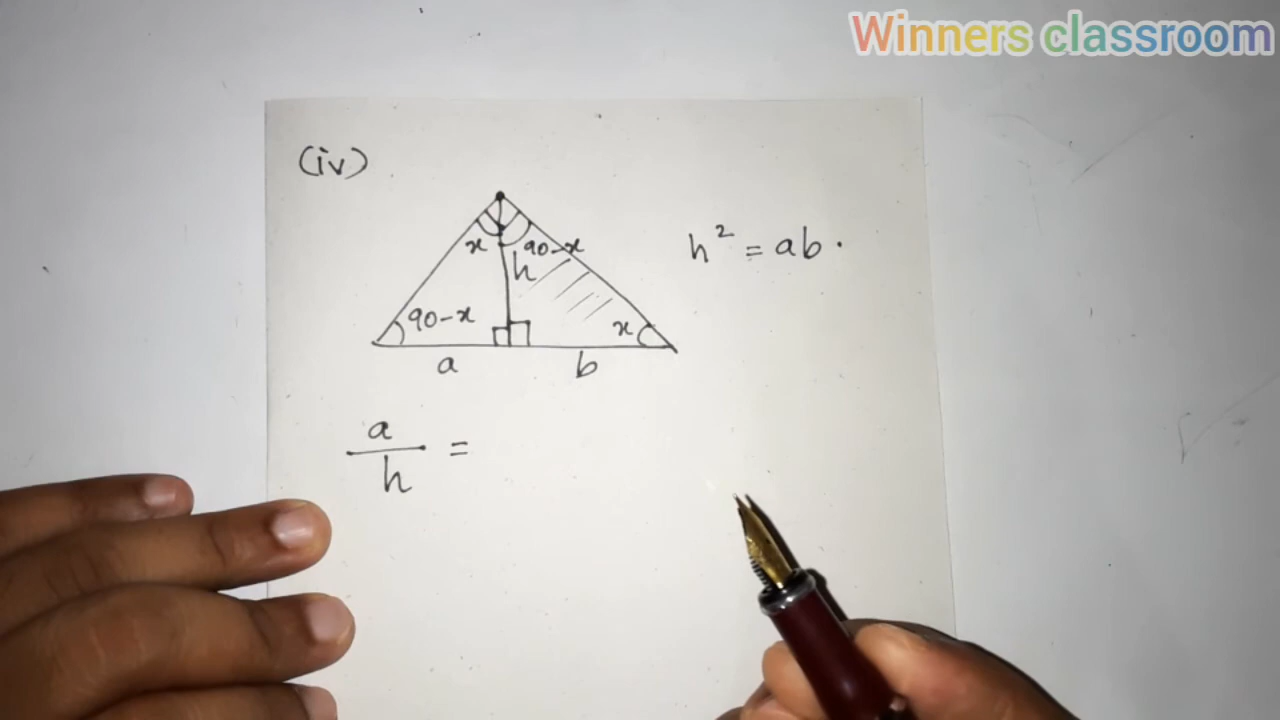 Winners classroom
(iv)
x 90-x
h
h² = ab.
90-x x
a b
a/h =